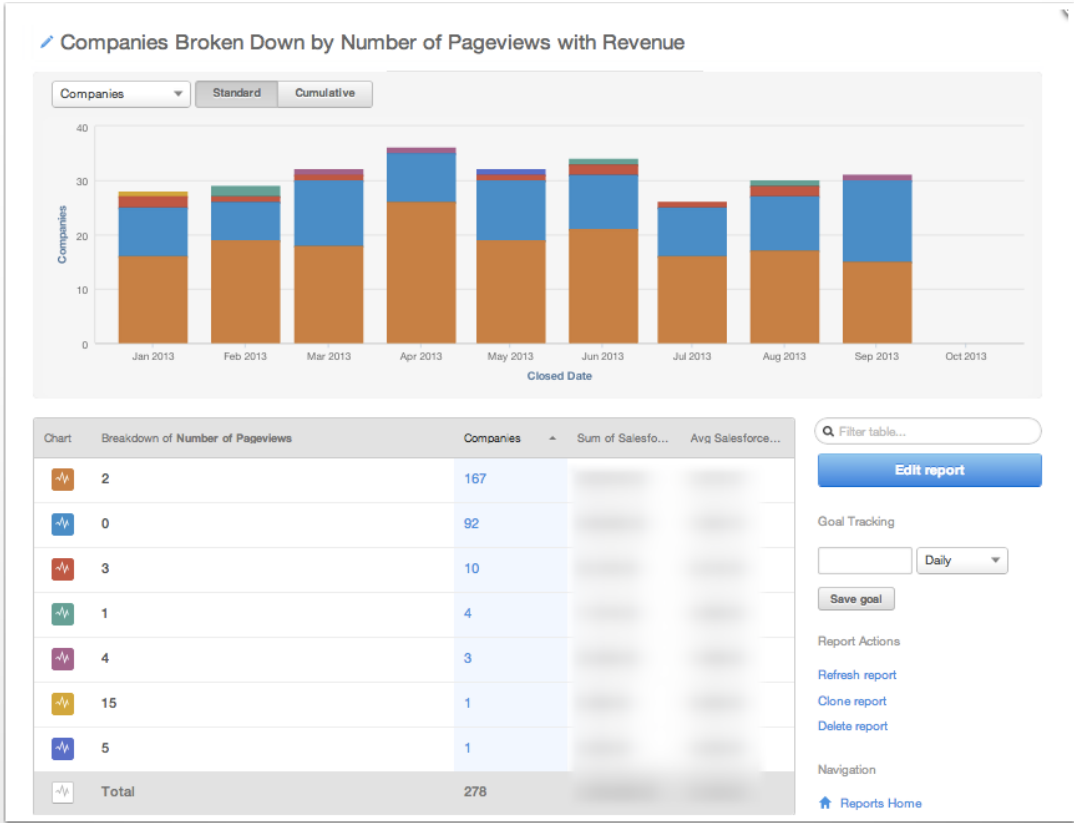 Companies Broken Down by Number of Pageviews with Revenue
Companies Standard Cumulative
40
30
20
10
0
Companies
Jan 2013 Feb 2013 Mar 2013 Apr 2013 May 2013 Jun 2013 Jul 2013 Aug 2013 Sep 2013 Oct 2013
Closed Date
Chart Breakdown of Number of Pageviews Companies Sum of Salesfo... Avg Salesforce...
2 167
0 92
3 10
1 4
4 3
15 1
5 1
Total 278
Filter table...
Edit report
Goal Tracking
Daily
Save goal
Report Actions
Refresh report
Clone report
Delete report
Navigation
Reports Home